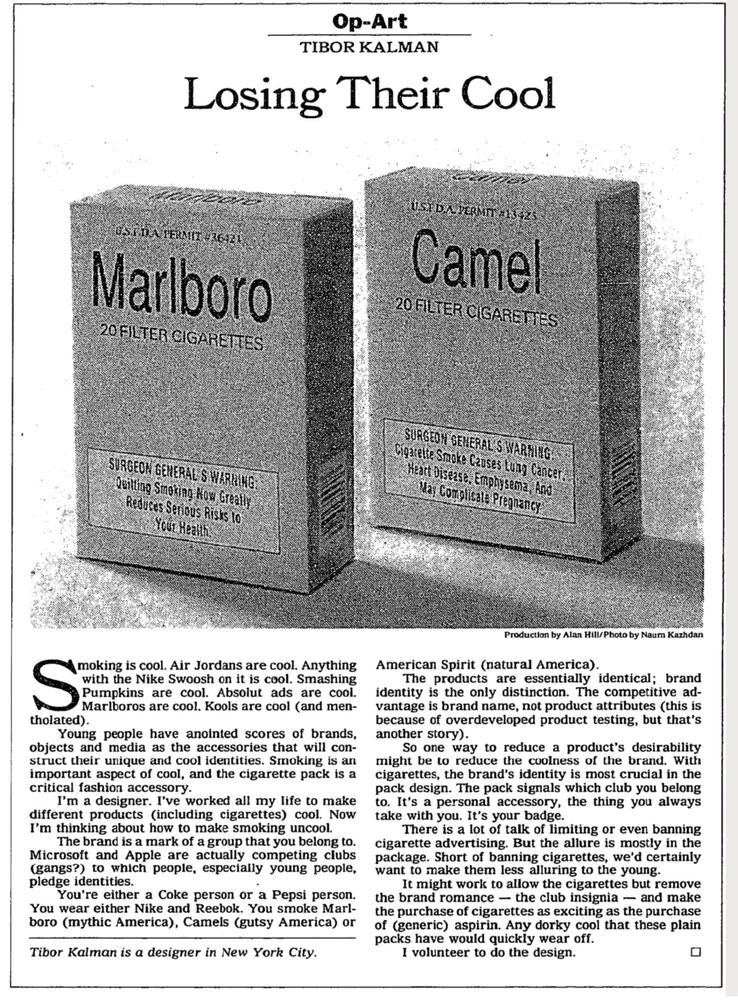 Op-Art
TIBOR KALMAN
Losing Their Cool
Marlboro
U.S.F.D.A. PERMIT #36421
Marlboro
20 FILTER CIGARETTES
SURGEON GENERAL'S WARNING:
Quitting Smoking Now Greatly
Reduces Serious Risks to
Your Health.
Camel
U.S.F.D.A. PERMIT #13425
Camel
20 FILTER CIGARETTES
SURGEON GENERAL'S WARNING:
Cigarette Smoke Causes Lung Cancer,
Heart Disease, Emphysema, And
May Complicate Pregnancy.
Production by Alan Hill/Photo by Naum Kazhdan
Smoking is cool. Air Jordans are cool. Anything
with the Nike Swoosh on it is cool. Smashing
Pumpkins are cool. Absolut ads are cool.
Marlboros are cool. Kools are cool (and men-
tholated).
Young people have anointed scores of brands,
objects and media as the accessories that will con-
struct their unique and cool identities. Smoking is an
important aspect of cool, and the cigarette pack is a
critical fashion accessory.
I'm a designer. I've worked all my life to make
different products (including cigarettes) cool. Now
I'm thinking about how to make smoking uncool.
The brand is a mark of a group that you belong to.
Microsoft and Apple are actually competing clubs
(gangs?) to which people, especially young people,
pledge identities.
You're either a Coke person or a Pepsi person.
You wear either Nike and Reebok. You smoke Marl-
boro (mythic America), Camels (gutsy America) or
Tibor Kalman is a designer in New York City.
American Spirit (natural America).
The products are essentially identical; brand
identity is the only distinction. The competitive ad-
vantage is brand name, not product attributes (this is
because of overdeveloped product testing, but that's
another story).
So one way to reduce a product's desirability
might be to reduce the coolness of the brand. With
cigarettes, the brand's identity is most crucial in the
pack design. The pack signals which club you belong
to. It's a personal accessory, the thing you always
take with you. It's your badge.
There is a lot of talk of limiting or even banning
cigarette advertising. But the allure is mostly in the
package. Short of banning cigarettes, we'd certainly
want to make them less alluring to the young.
It might work to allow the cigarettes but remove
the brand romance — the club insignia — and make
the purchase of cigarettes as exciting as the purchase
of (generic) aspirin. Any dorky cool that these plain
packs have would quickly wear off.
I volunteer to do the design.